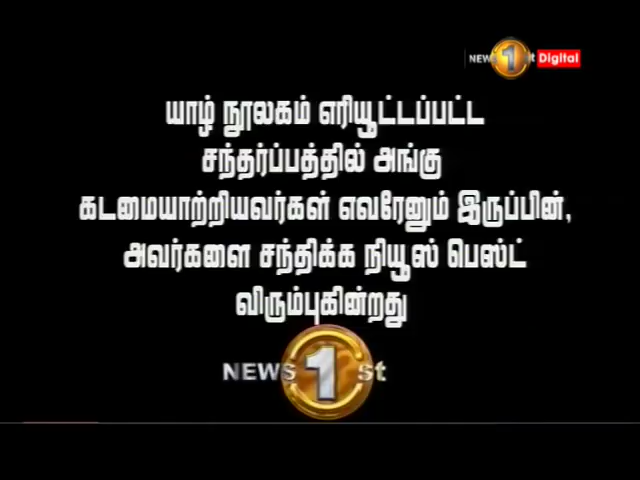 NEWS 1st Digital
யாழ் நூலகம் எரியூட்டப்பட்ட
சந்தர்ப்பத்தில் அங்கு
கடமையாற்றியவர்கள் எவரேனும் இருப்பின்,
அவர்களை சந்திக்க நியூஸ் பெஸ்ட்
விரும்புகின்றது
NEWS 1st